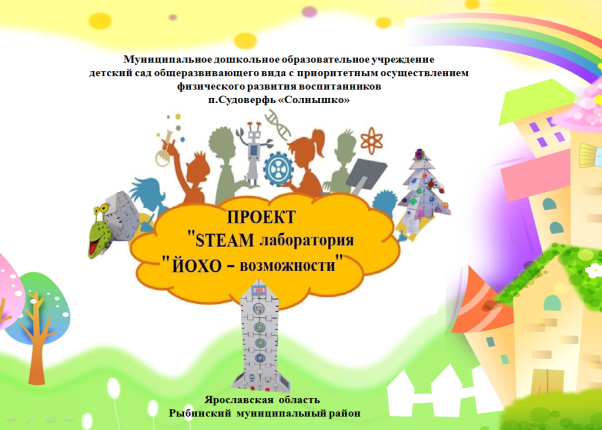 Муниципальное дошкольное образовательное учреждение
детский сад общеразвивающего вида с приоритетным осуществлением
физического развития воспитанников
п.Судоверфь «Солнышко»
ПРОЕКТ
"STEAM лаборатория
"ЙОХО – возможности"
Ярославская область
Рыбинский муниципальный район